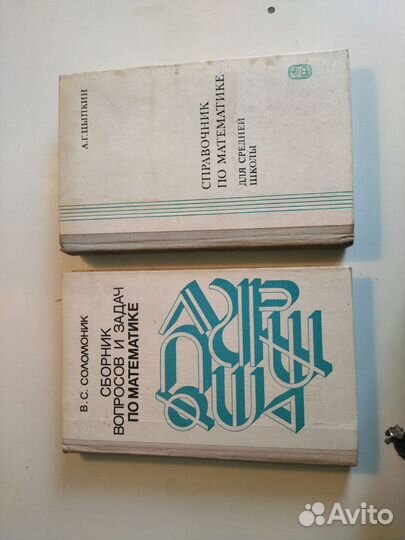 А.Г.ЦЫПКИН
СПРАВОЧНИК
ПО МАТЕМАТИКЕ
ДЛЯ СРЕДНЕЙ
ШКОЛЫ
В. С. СОЛОМОНИК
СБОРНИК
ВОПРОСОВ И ЗАДАЧ
ПО МАТЕМАТИКЕ
Avito